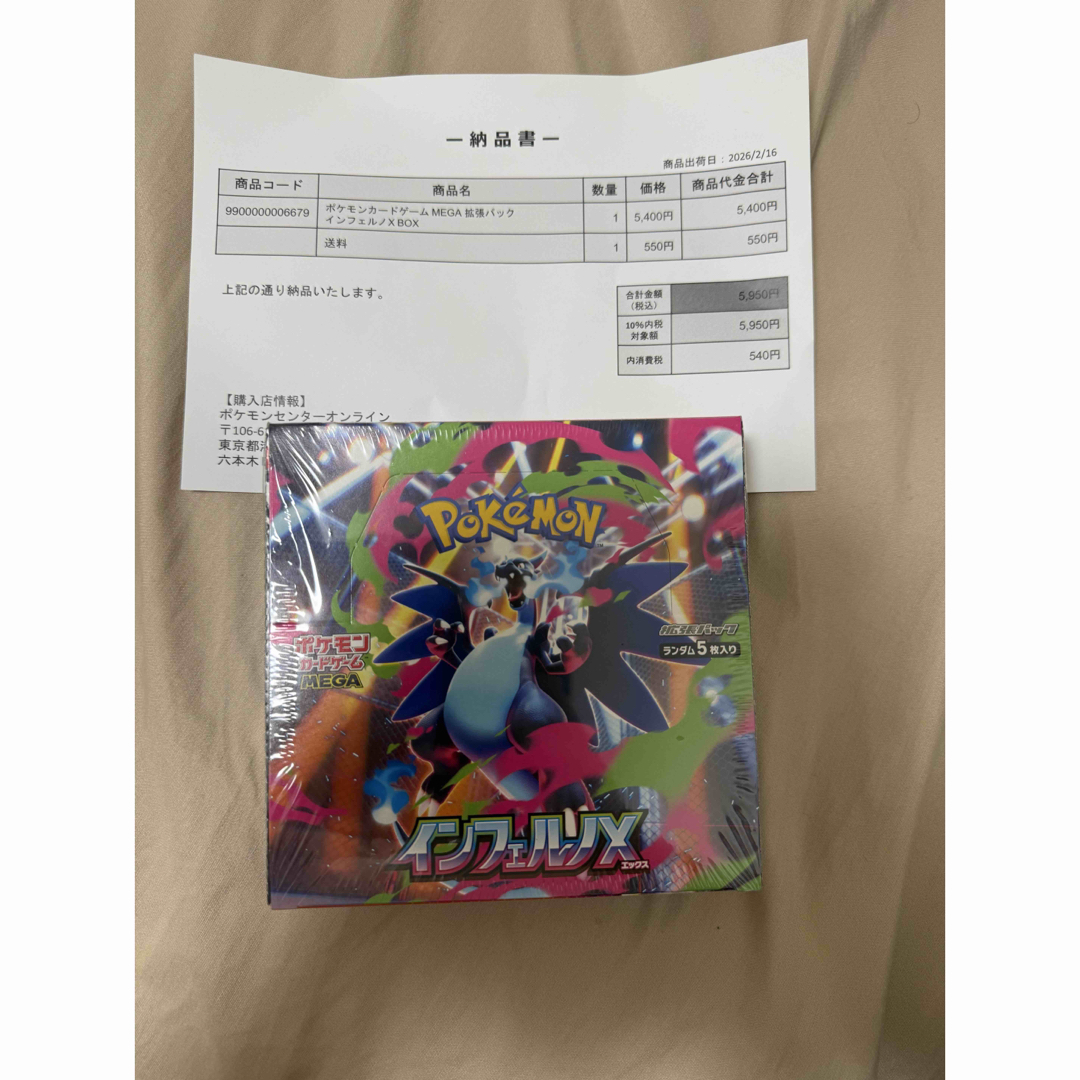 ー 納 品 書 ー
商品出荷日：2026/2/16
商品コード 商品名 数量 価格 商品代金合計
9900000006679 ポケモンカードゲーム MEGA 拡張パック 1 5,400円 5,400円
インフェルノX BOX
送料 1 550円 550円
上記の通り納品いたします。
合計金額 5,950円
（税込）
10%内税 5,950円
対象額
内消費税 540円
【購入店情報】
ポケモンセンターオンライン
〒106-6
東京都
六本木
POKéMON
拡張パック
ランダム5枚入り
ポケモン
カードゲーム
MEGA
インフェルノX
エックス